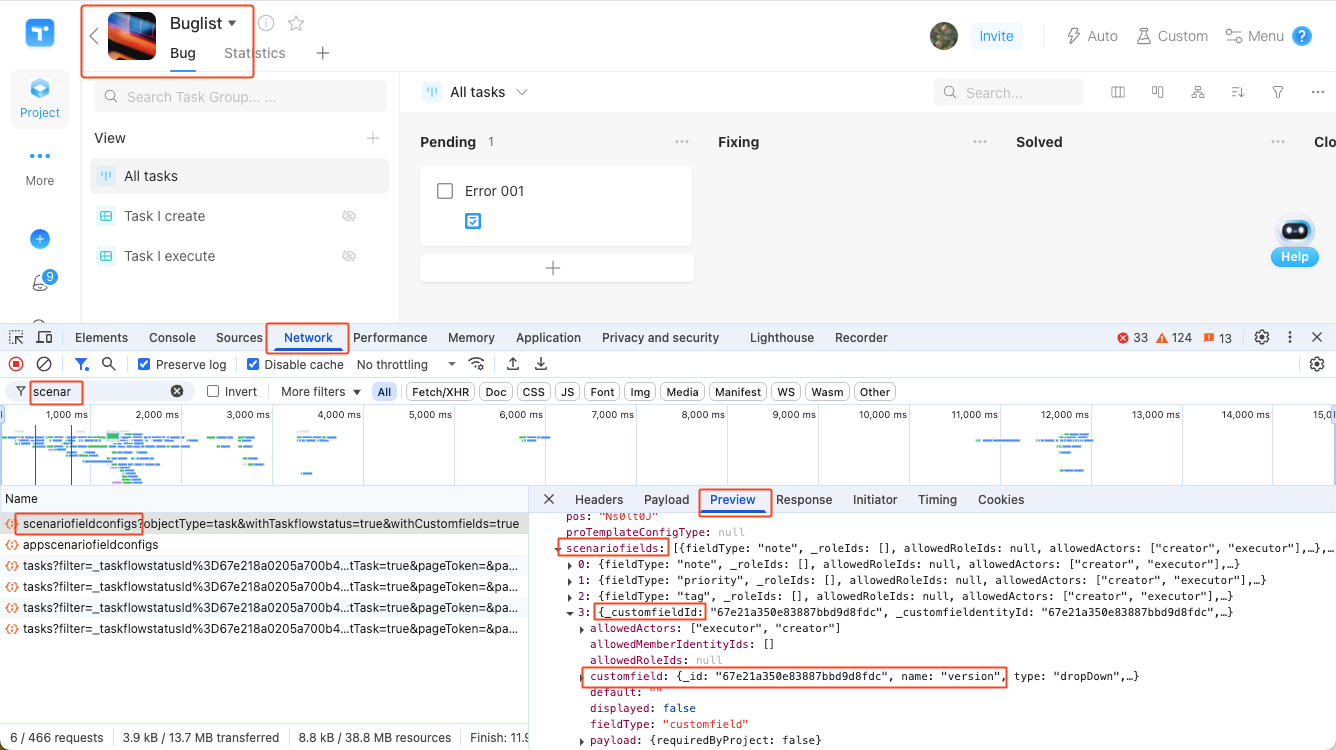 Buglist
Bug Statistics
Invite Auto Custom Menu ?
Project
More
9
Search Task Group... ...
View
All tasks
Task I create
Task I execute
All tasks
Search...
Pending 1
Fixing
Solved
Clo
Error 001
Help
Elements Console Sources Network Performance Memory Application Privacy and security Lighthouse Recorder 33 124 13
Preserve log Disable cache No throttling
scenar Invert More filters All Fetch/XHR Doc CSS JS Font Img Media Manifest WS Wasm Other
1,000 ms 2,000 ms 3,000 ms 4,000 ms 5,000 ms 6,000 ms 7,000 ms 8,000 ms 9,000 ms 10,000 ms 11,000 ms 12,000 ms 13,000 ms 14,000 ms 15,0
Name
scenariofieldconfigs?objectType=task&withTaskflowstatus=true&withCustomfields=true
appscenariofieldconfigs
tasks?filter=_taskflowstatusId%3D67e218a0205a700b4...tTask=true&pageToken=&pa...
tasks?filter=_taskflowstatusId%3D67e218a0205a700b4...tTask=true&pageToken=&pa...
tasks?filter=_taskflowstatusId%3D67e218a0205a700b4...tTask=true&pageToken=&pa...
tasks?filter=_taskflowstatusId%3D67e218a0205a700b4...tTask=true&pageToken=&pa...
6 / 466 requests 3.9 kB / 13.7 MB transferred 8.8 kB / 38.8 MB resources Finish: 11.9
Headers Payload Preview Response Initiator Timing Cookies
pos: "Ns0lt0J"
proTemplateConfigType: null
scenariofields: [{fieldType: "note", _roleIds: [], allowedRoleIds: null, allowedActors: ["creator", "executor"],…},…
0: {fieldType: "note", _roleIds: [], allowedRoleIds: null, allowedActors: ["creator", "executor"],…}
1: {fieldType: "priority", _roleIds: [], allowedRoleIds: null, allowedActors: ["creator", "executor"],…}
2: {fieldType: "tag", _roleIds: [], allowedRoleIds: null, allowedActors: ["creator", "executor"],…}
3: {_customfieldId: "67e21a350e83887bbd9d8fdc", _customfieldentityId: "67e21a350e83887bbd9d8fdc",…}
allowedActors: ["executor", "creator"]
allowedMemberIdentityIds: []
allowedRoleIds: null
customfield: {_id: "67e21a350e83887bbd9d8fdc", name: "version", type: "dropDown",…}
default: ""
displayed: false
fieldType: "customfield"
payload: {requiredByProject: false}